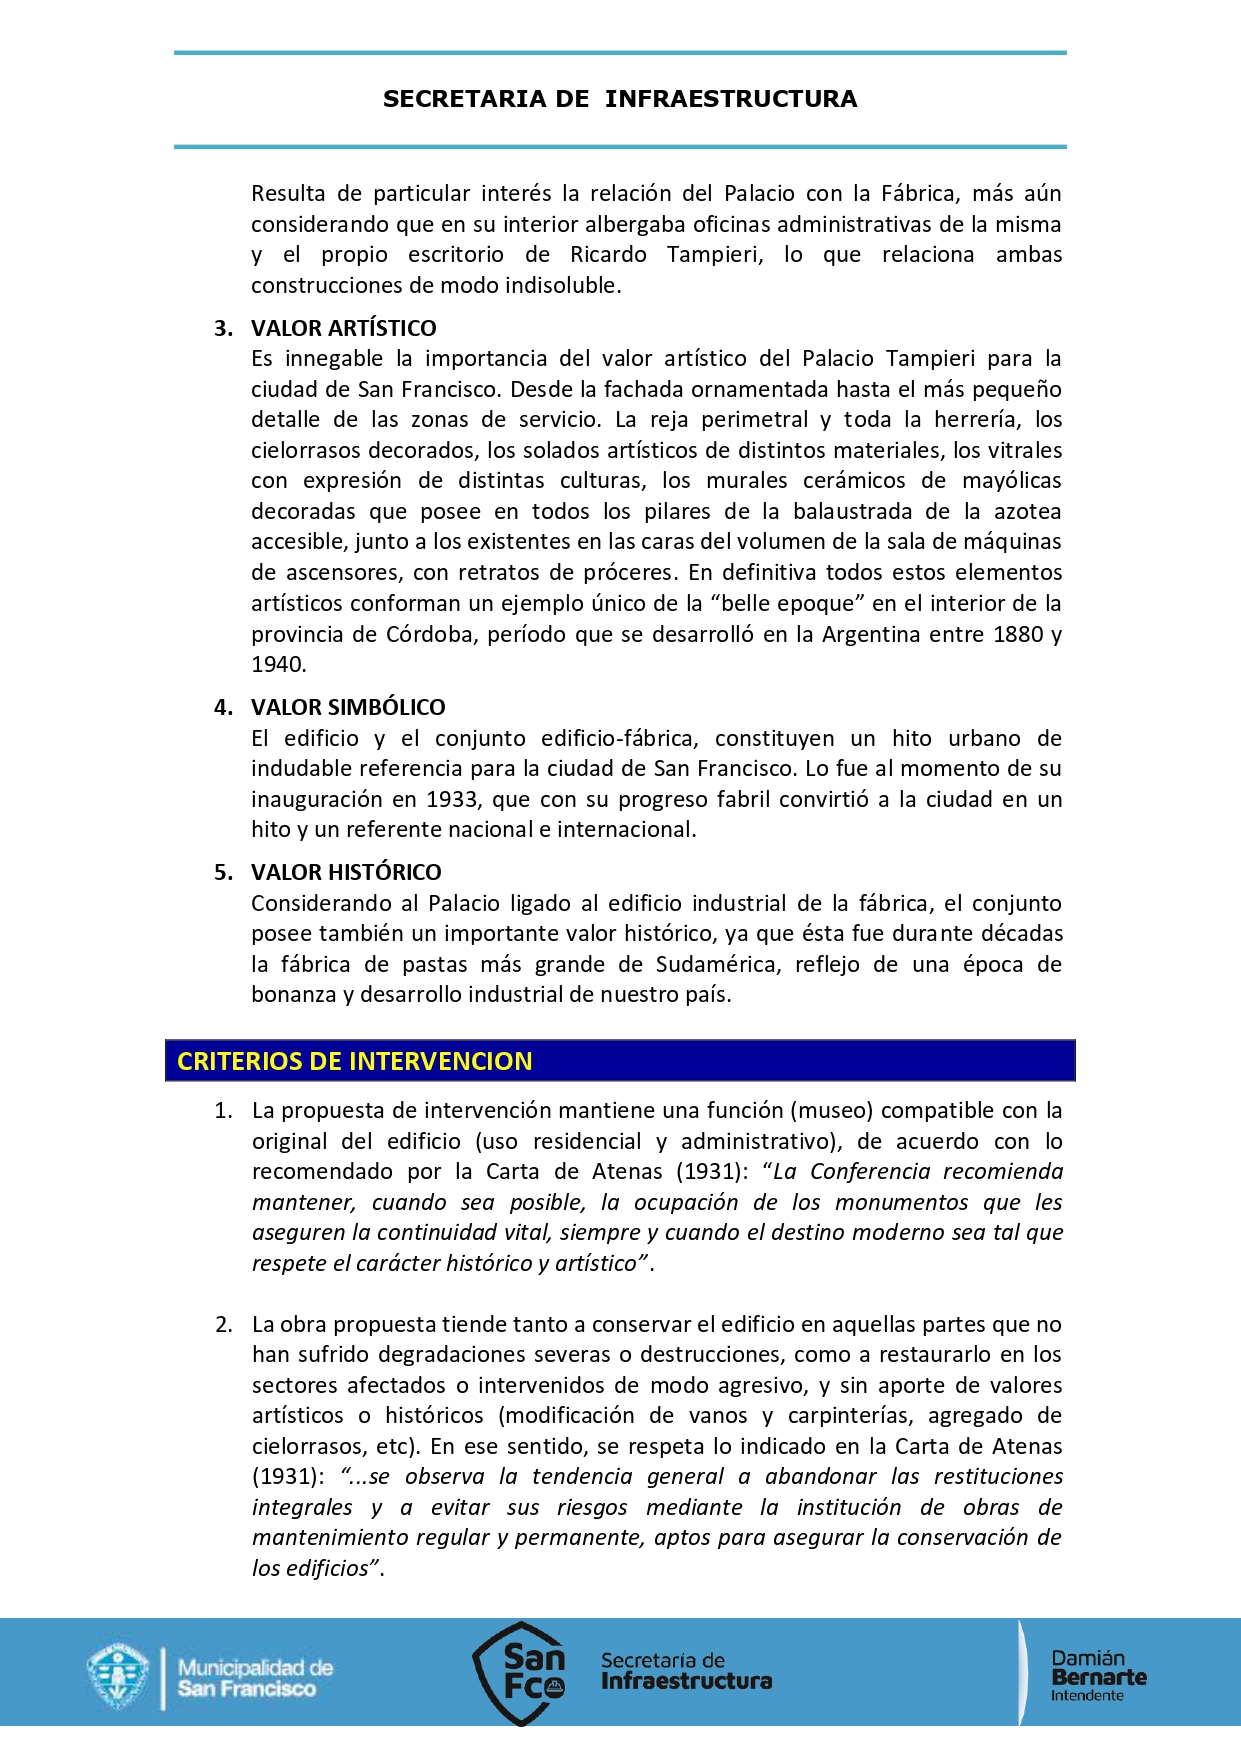 SECRETARIA DE  INFRAESTRUCTURA
Resulta de particular interés la relación del Palacio con la Fábrica, más aún
considerando que en su interior albergaba oficinas administrativas de la misma
y el propio escritorio de Ricardo Tampieri, lo que relaciona ambas
construcciones de modo indisoluble.
3. VALOR ARTÍSTICO
Es innegable la importancia del valor artístico del Palacio Tampieri para la
ciudad de San Francisco. Desde la fachada ornamentada hasta el más pequeño
detalle de las zonas de servicio. La reja perimetral y toda la herrería, los
cielorrasos decorados, los solados artísticos de distintos materiales, los vitrales
con expresión de distintas culturas, los murales cerámicos de mayólicas
decoradas que posee en todos los pilares de la balaustrada de la azotea
accesible, junto a los existentes en las caras del volumen de la sala de máquinas
de ascensores, con retratos de próceres. En definitiva todos estos elementos
artísticos conforman un ejemplo único de la “belle epoque” en el interior de la
provincia de Córdoba, período que se desarrolló en la Argentina entre 1880 y
1940.
4. VALOR SIMBÓLICO
El edificio y el conjunto edificio-fábrica, constituyen un hito urbano de
indudable referencia para la ciudad de San Francisco. Lo fue al momento de su
inauguración en 1933, que con su progreso fabril convirtió a la ciudad en un
hito y un referente nacional e internacional.
5. VALOR HISTÓRICO
Considerando al Palacio ligado al edificio industrial de la fábrica, el conjunto
posee también un importante valor histórico, ya que ésta fue durante décadas
la fábrica de pastas más grande de Sudamérica, reflejo de una época de
bonanza y desarrollo industrial de nuestro país.
CRITERIOS DE INTERVENCION
1. La propuesta de intervención mantiene una función (museo) compatible con la
original del edificio (uso residencial y administrativo), de acuerdo con lo
recomendado por la Carta de Atenas (1931): “La Conferencia recomienda
mantener, cuando sea posible, la ocupación de los monumentos que les
aseguren la continuidad vital, siempre y cuando el destino moderno sea tal que
respete el carácter histórico y artístico”.
2. La obra propuesta tiende tanto a conservar el edificio en aquellas partes que no
han sufrido degradaciones severas o destrucciones, como a restaurarlo en los
sectores afectados o intervenidos de modo agresivo, y sin aporte de valores
artísticos o históricos (modificación de vanos y carpinterías, agregado de
cielorrasos, etc). En ese sentido, se respeta lo indicado en la Carta de Atenas
(1931): “...se observa la tendencia general a abandonar las restituciones
integrales y a evitar sus riesgos mediante la institución de obras de
mantenimiento regular y permanente, aptos para asegurar la conservación de
los edificios”.
Municipalidad de
San Francisco
San
Fco
Secretaría de
Infraestructura
Damián
Bernarte
Intendente